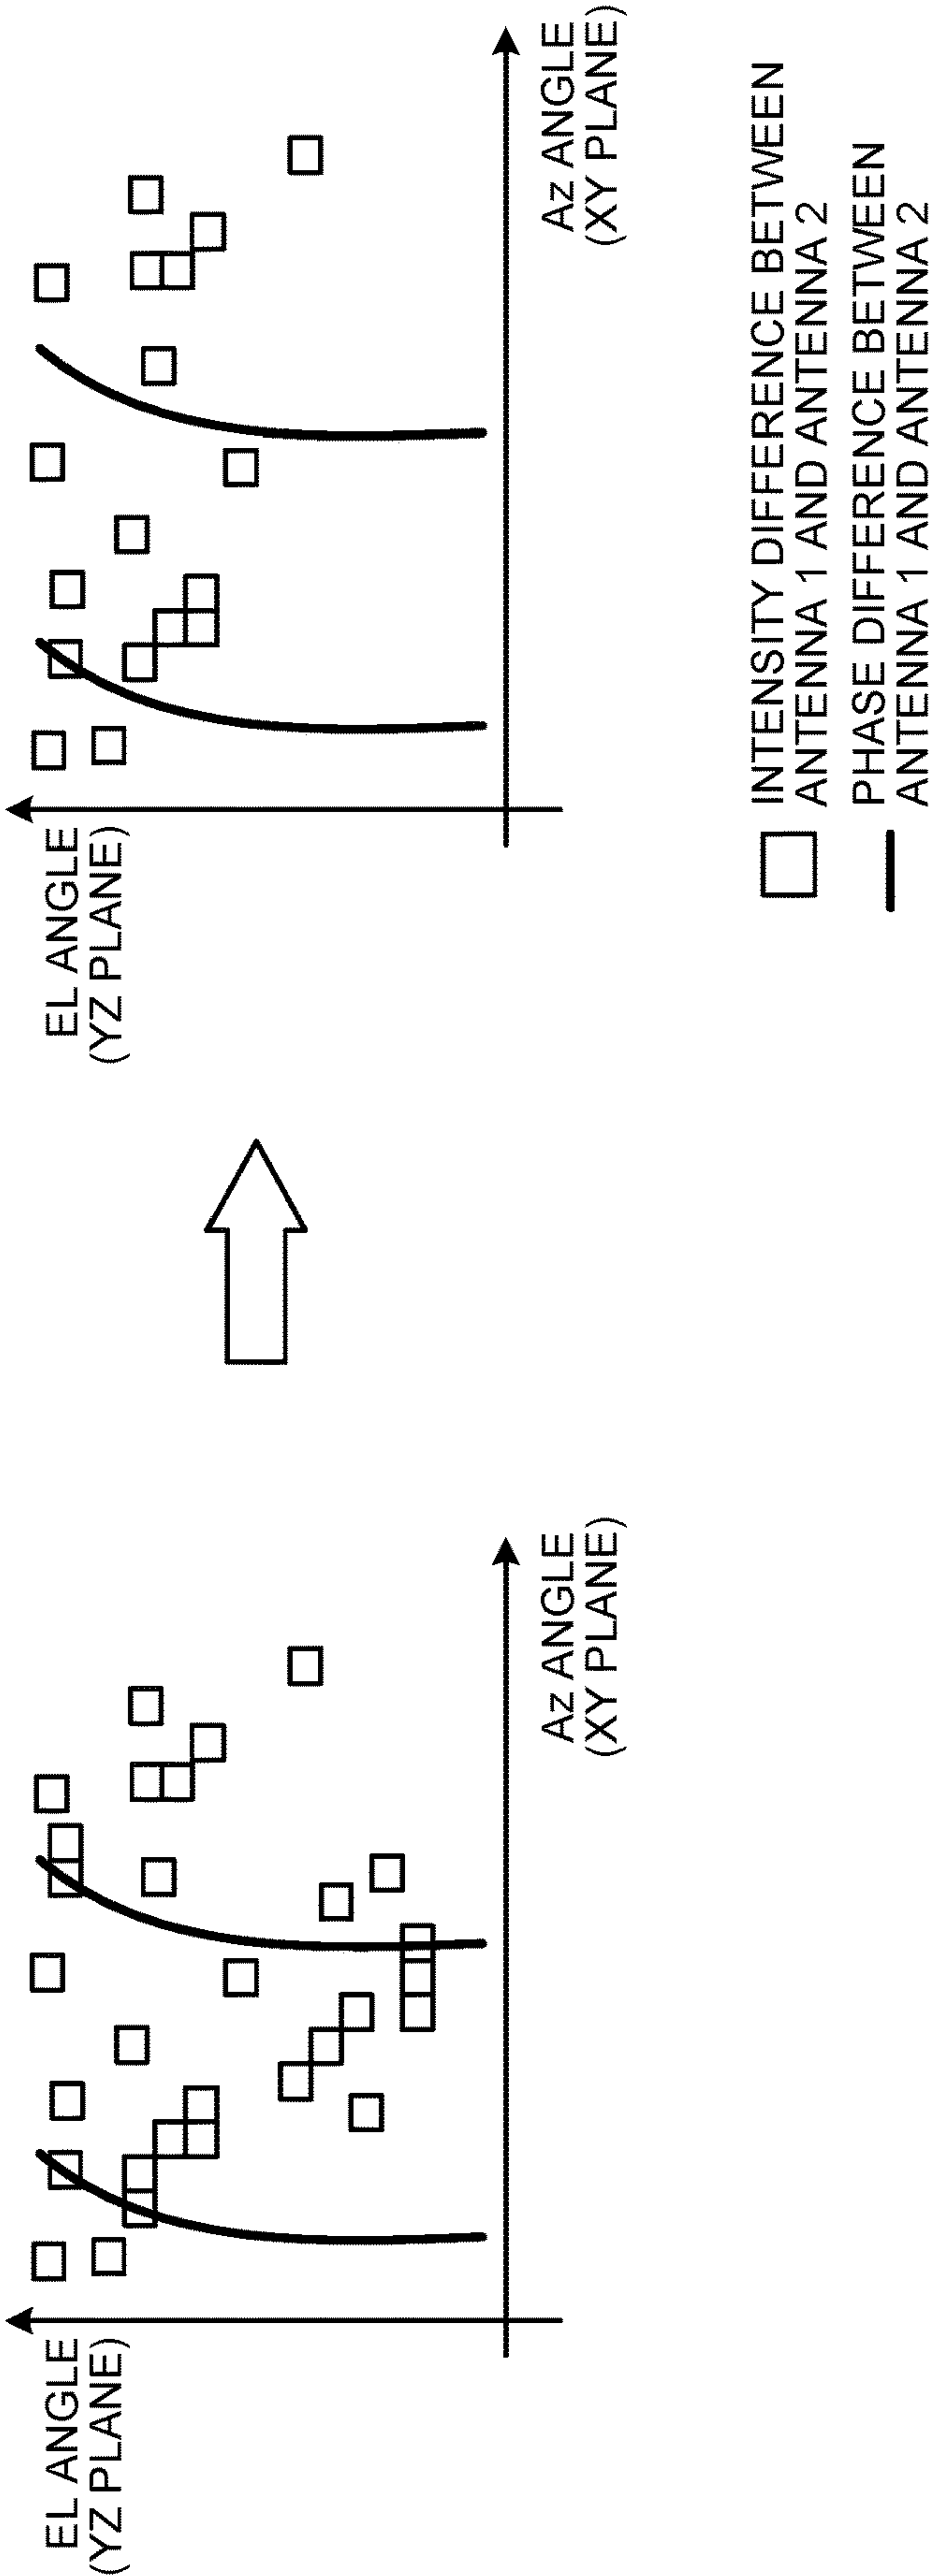 EL ANGLE
(YZ PLANE)
Az ANGLE
(XY PLANE)
EL ANGLE
(YZ PLANE)
Az ANGLE
(XY PLANE)
INTENSITY DIFFERENCE BETWEEN
ANTENNA 1 AND ANTENNA 2
PHASE DIFFERENCE BETWEEN
ANTENNA 1 AND ANTENNA 2